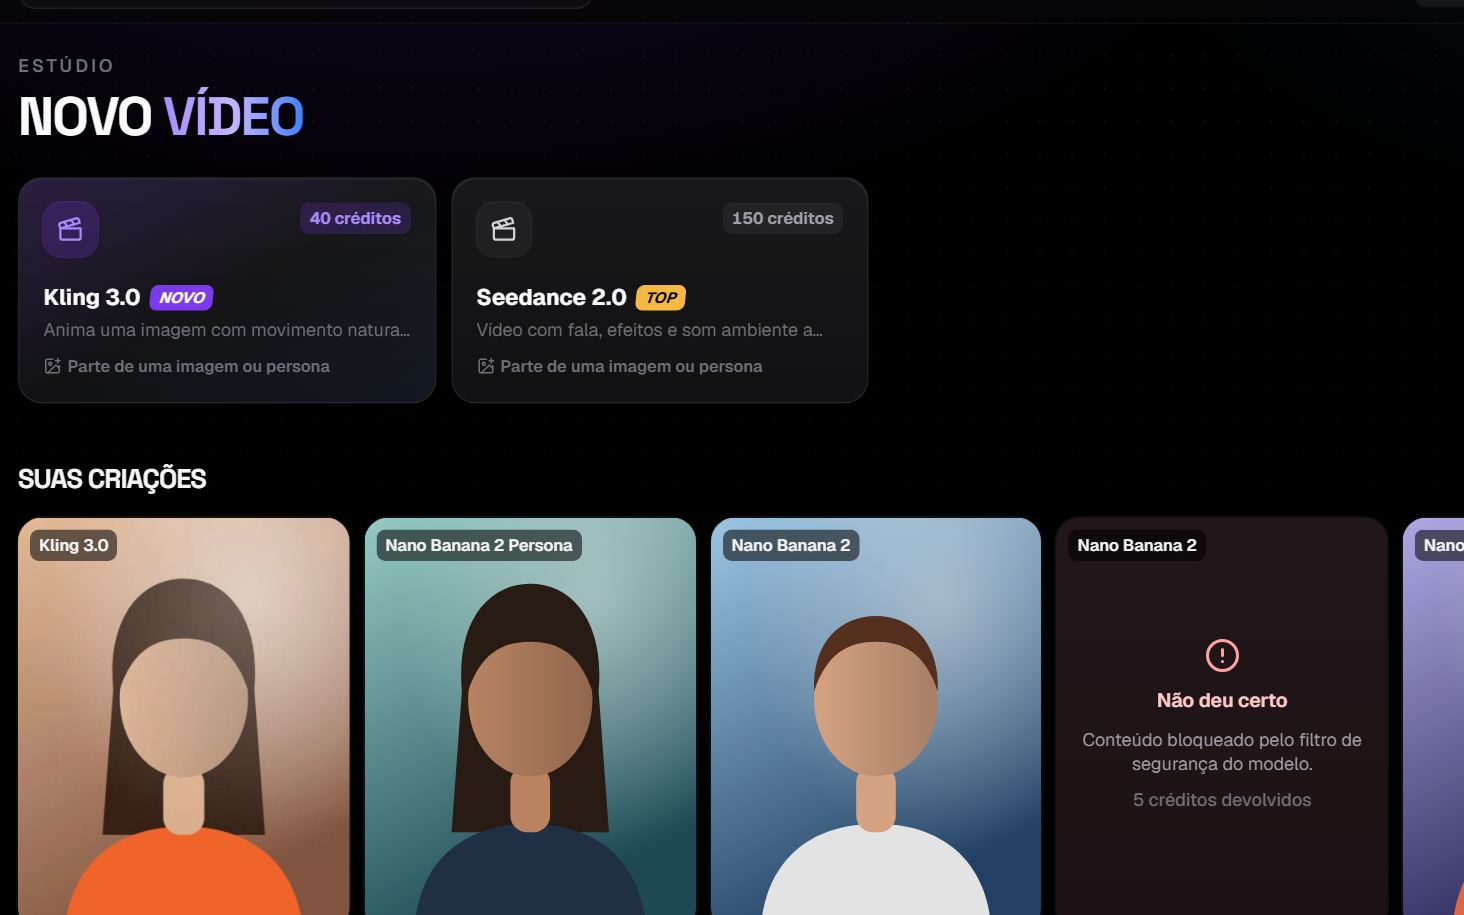 ESTÚDIO
NOVO VÍDEO
40 créditos
Kling 3.0 NOVO
Anima uma imagem com movimento natura...
Parte de uma imagem ou persona
150 créditos
Seedance 2.0 TOP
Vídeo com fala, efeitos e som ambiente a...
Parte de uma imagem ou persona
SUAS CRIAÇÕES
Kling 3.0
Nano Banana 2 Persona
Nano Banana 2
Nano Banana 2
Não deu certo
Conteúdo bloqueado pelo filtro de
segurança do modelo.
5 créditos devolvidos
Nano